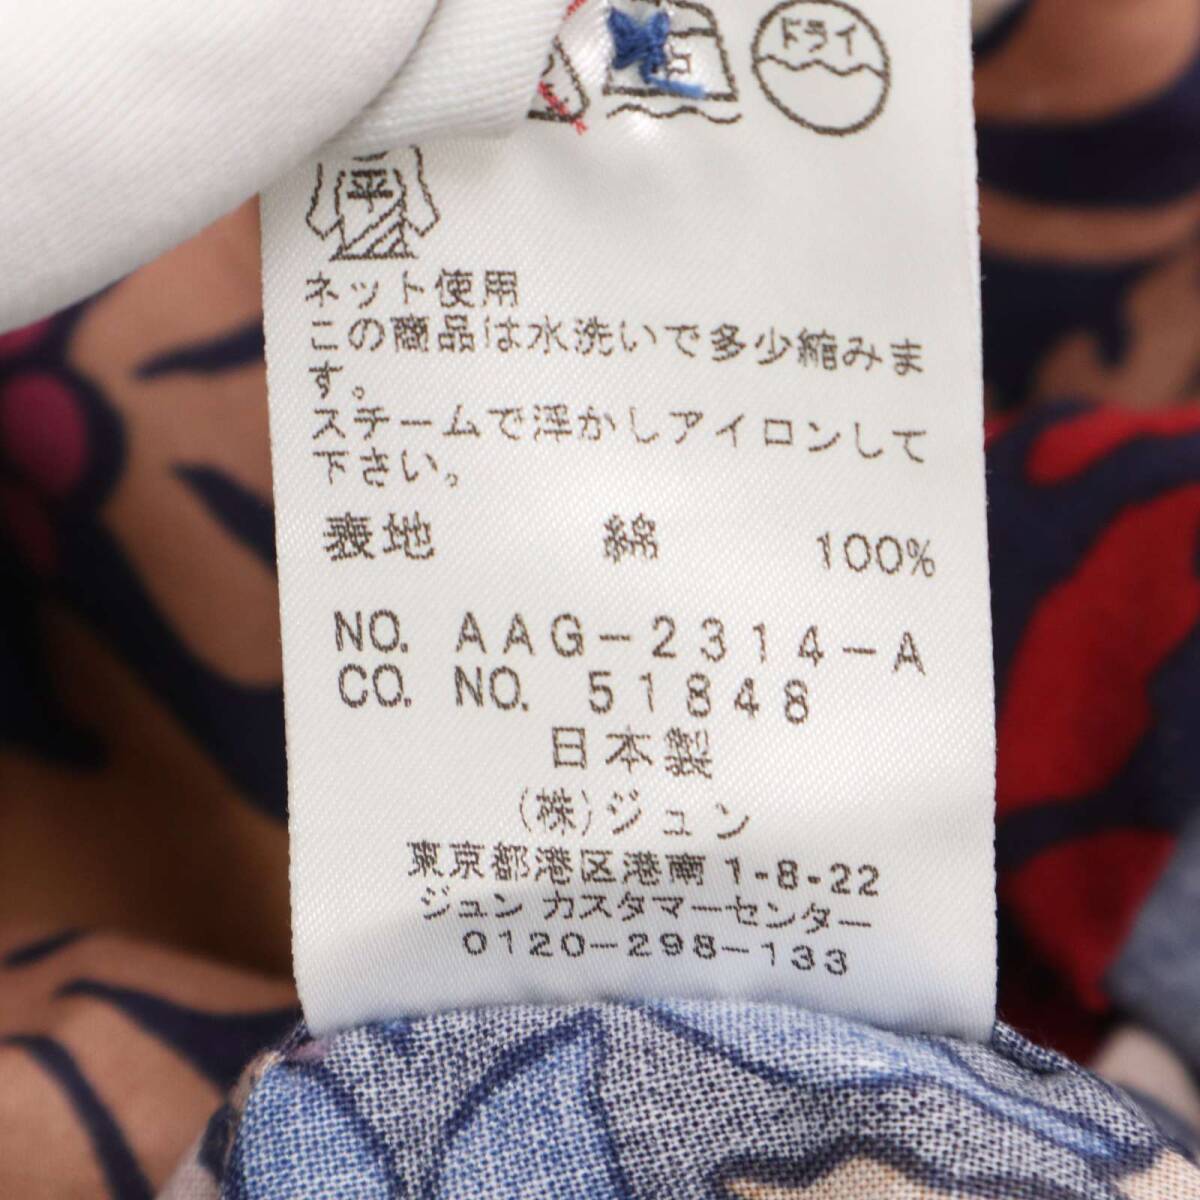 ドライ
平
ネット使用
この商品は水洗いで多少縮みま
す。
スチームで浮かしアイロンして
下さい。
表地 綿 100%
NO. AAG-2314-A
CO. NO. 51848
日本製
(株)ジュン
東京都港区港南1-8-22
ジュン カスタマーセンター
0120-298-133